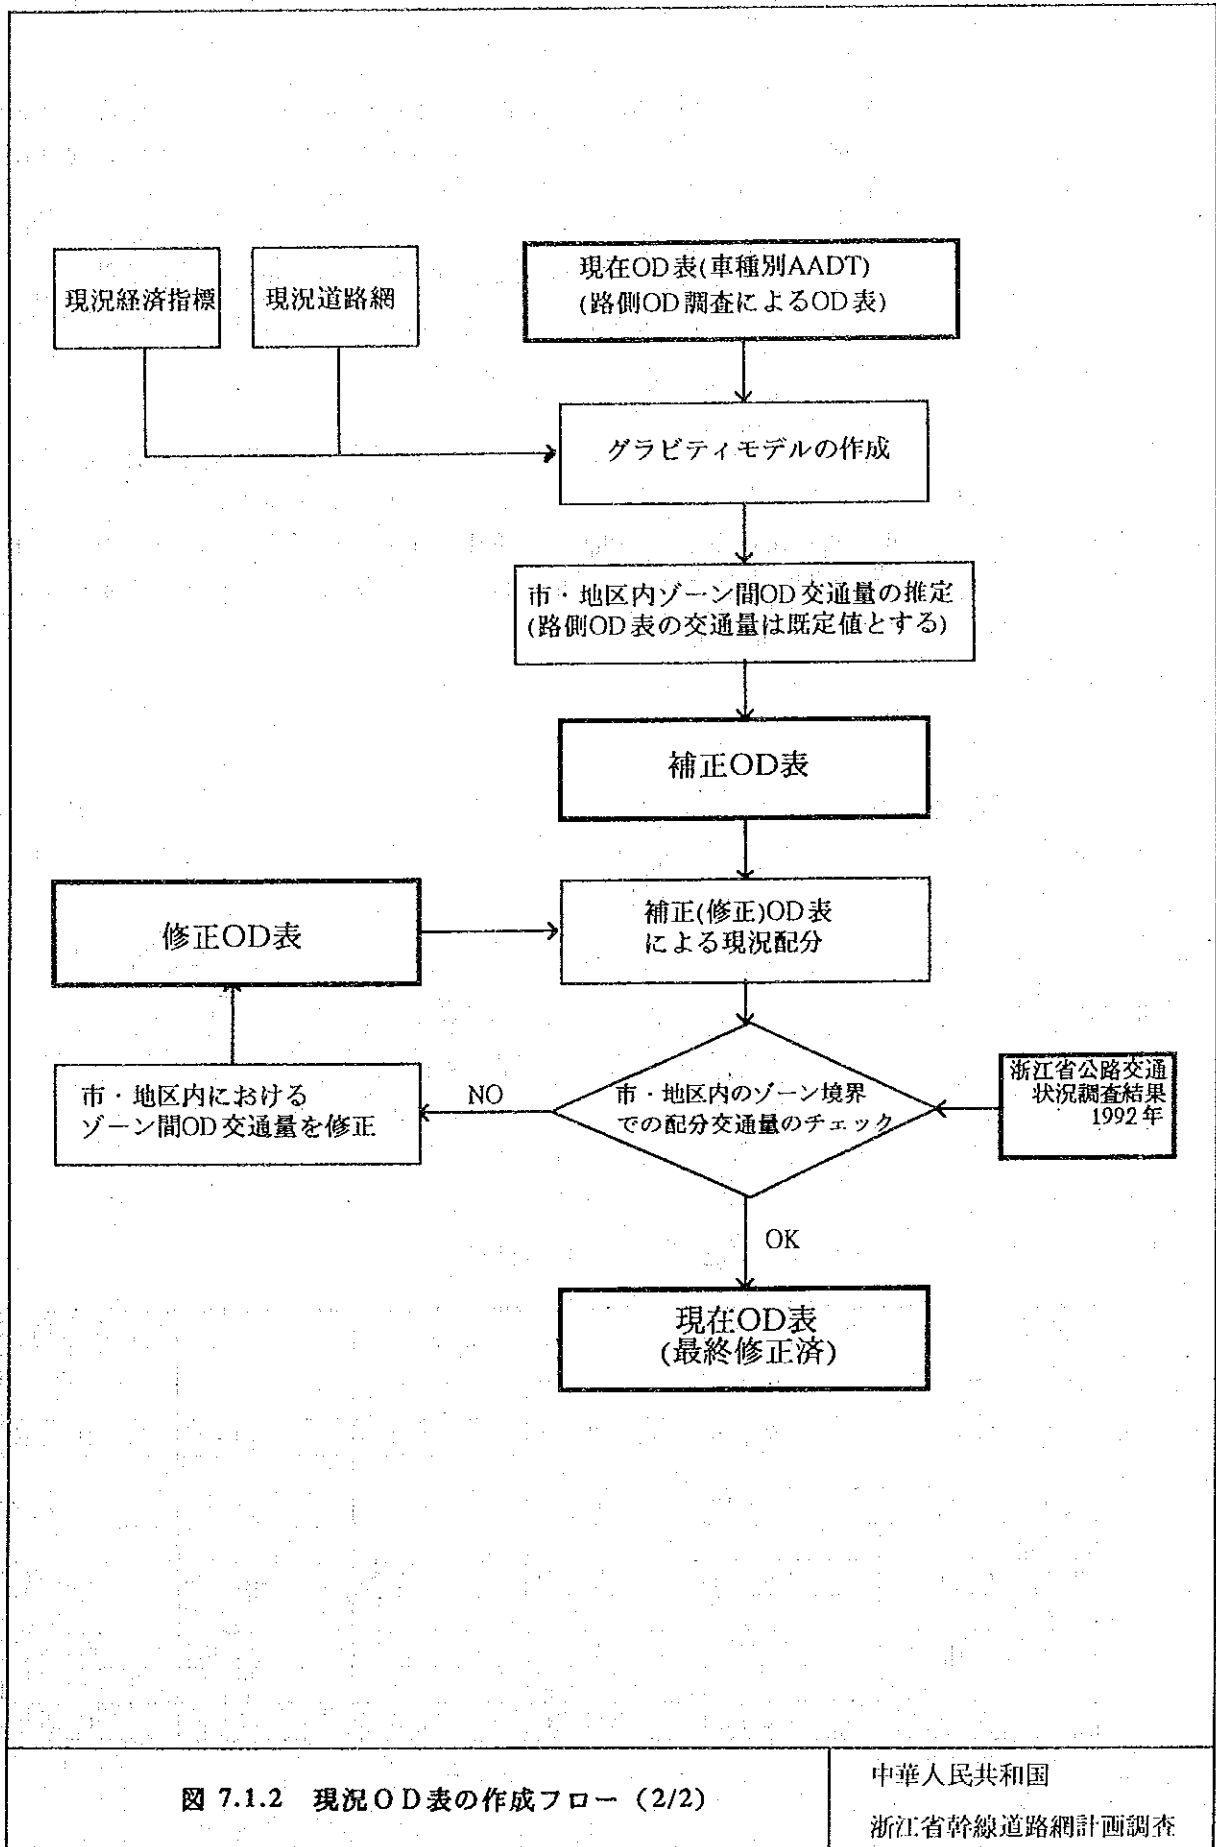 現況経済指標
現況道路網
現在OD表(車種別AADT)
(路側OD調査によるOD表)
グラビティモデルの作成
市・地区内ゾーン間OD交通量の推定
(路側OD表の交通量は既定値とする)
補正OD表
修正OD表
補正(修正)OD表
による現況配分
市・地区内における
ゾーン間OD交通量を修正
NO
市・地区内のゾーン境界
での配分交通量のチェック
浙江省公路交通
状況調査結果
1992年
OK
現在OD表
(最終修正済)
図 7.1.2 現況OD表の作成フロー (2/2)
中華人民共和国
浙江省幹線道路網計画調査